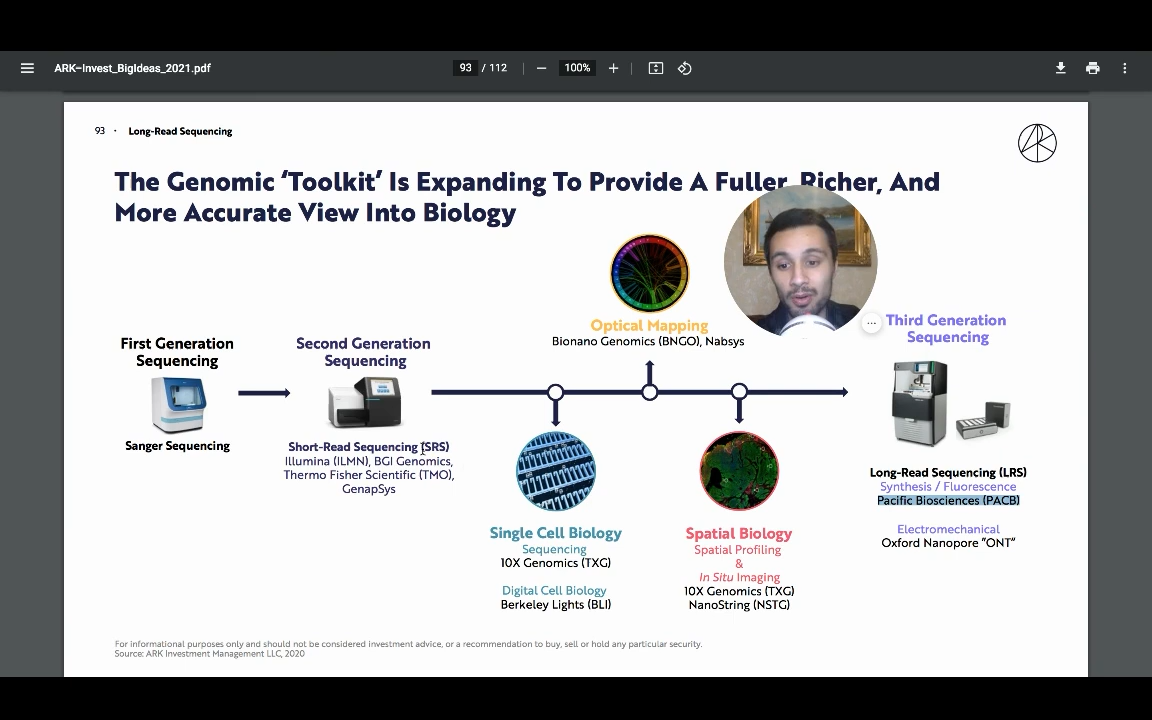 ARK-Invest_BigIdeas_2021.pdf
93 / 112
100%
93 · Long-Read Sequencing
The Genomic ‘Toolkit’ Is Expanding To Provide A Fuller, Richer, And
More Accurate View Into Biology
Optical Mapping
Bionano Genomics (BNGO), Nabsys
First Generation
Sequencing
Sanger Sequencing
Second Generation
Sequencing
Short-Read Sequencing (SRS)
Illumina (ILMN), BGI Genomics,
Thermo Fisher Scientific (TMO),
GenapSys
Single Cell Biology
Sequencing
10X Genomics (TXG)
Digital Cell Biology
Berkeley Lights (BLI)
Spatial Biology
Spatial Profiling
&
In Situ Imaging
10X Genomics (TXG)
NanoString (NSTG)
Third Generation
Sequencing
Long-Read Sequencing (LRS)
Synthesis / Fluorescence
Pacific Biosciences (PACB)
Electromechanical
Oxford Nanopore “ONT”
For informational purposes only and should not be considered investment advice, or a recommendation to buy, sell or hold any particular security.
Source: ARK Investment Management LLC, 2020